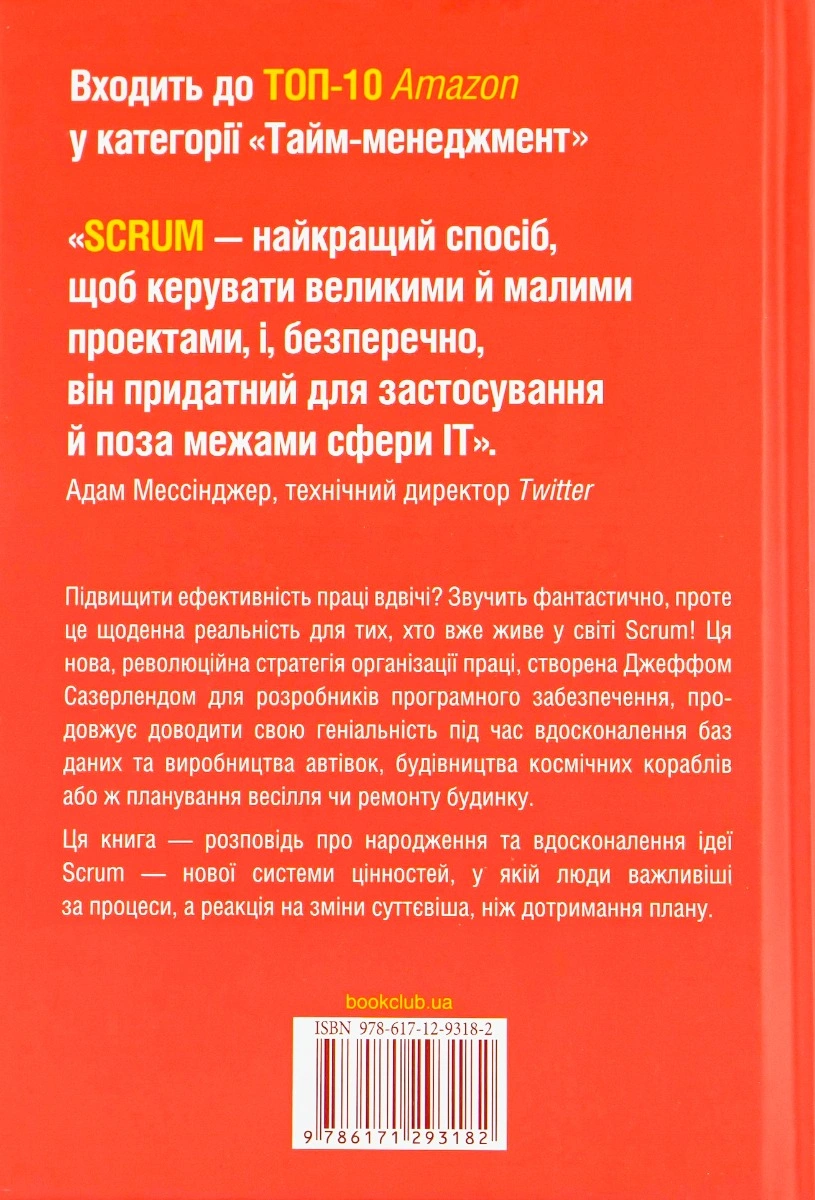 Входить до ТОП-10 Amazon
у категорії «Тайм-менеджмент»
«SCRUM — найкращий спосіб,
щоб керувати великими й малими
проектами, і, безперечно,
він придатний для застосування
й поза межами сфери ІТ».
Адам Мессінджер, технічний директор Twitter
Підвищити ефективність праці вдвічі? Звучить фантастично, проте
це щоденна реальність для тих, хто вже живе у світі Scrum! Ця
нова, революційна стратегія організації праці, створена Джеффом
Сазерлендом для розробників програмного забезпечення, про-
довжує доводити свою геніальність під час вдосконалення баз
даних та виробництва автівок, будівництва космічних кораблів
або ж планування весілля чи ремонту будинку.
Ця книга — розповідь про народження та вдосконалення ідеї
Scrum — нової системи цінностей, у якій люди важливіші
за процеси, а реакція на зміни суттєвіша, ніж дотримання плану.
bookclub.ua
ISBN 978-617-12-9318-2
9 786171 293182